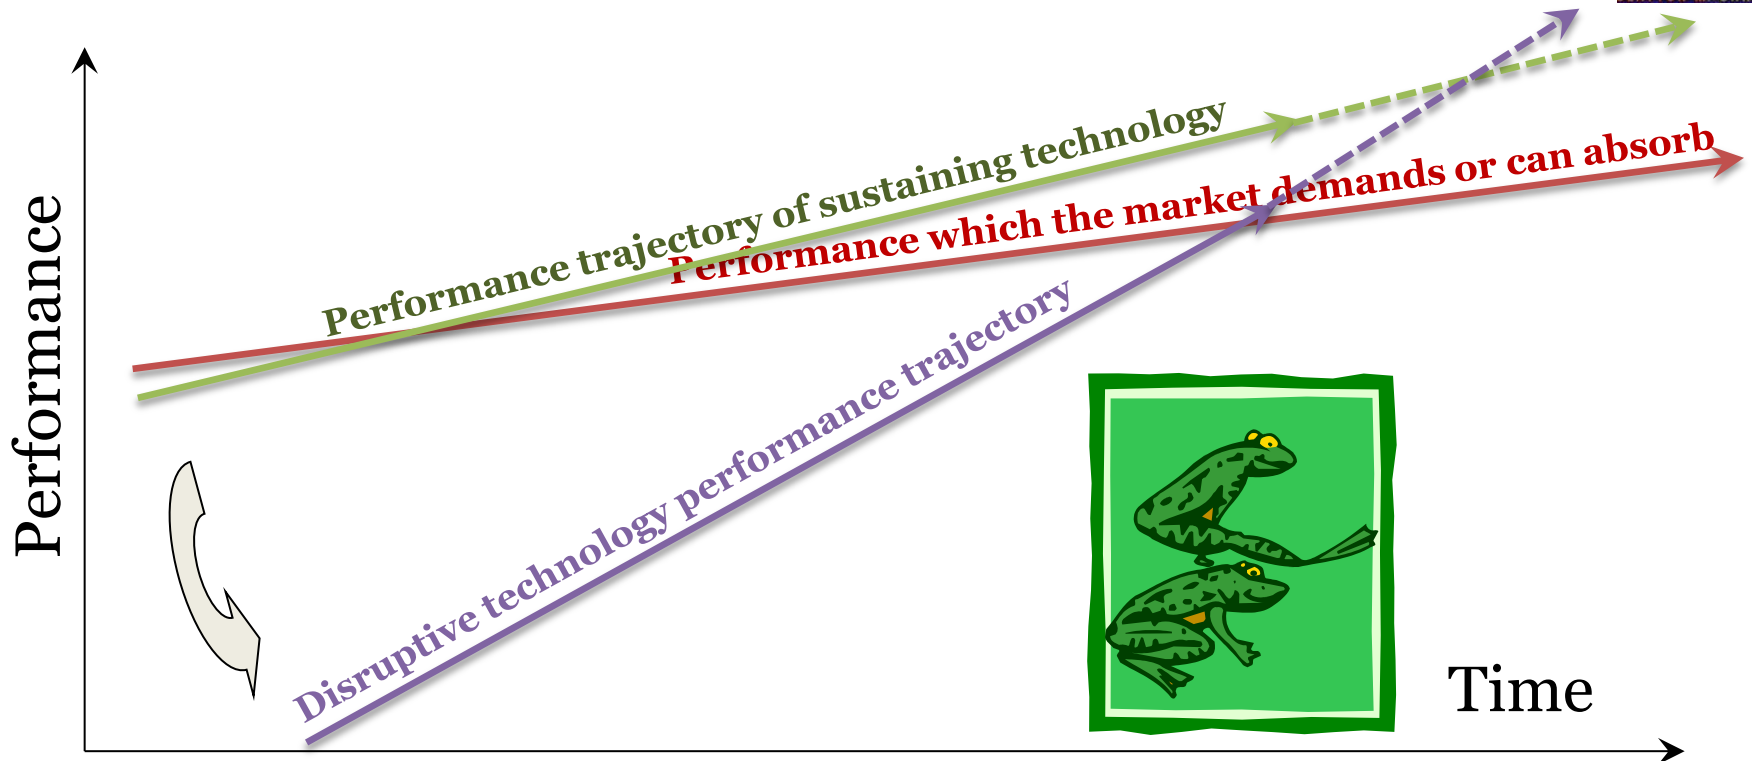 Performance
Performance trajectory of sustaining technology
Performance which the market demands or can absorb
Disruptive technology performance trajectory
Time